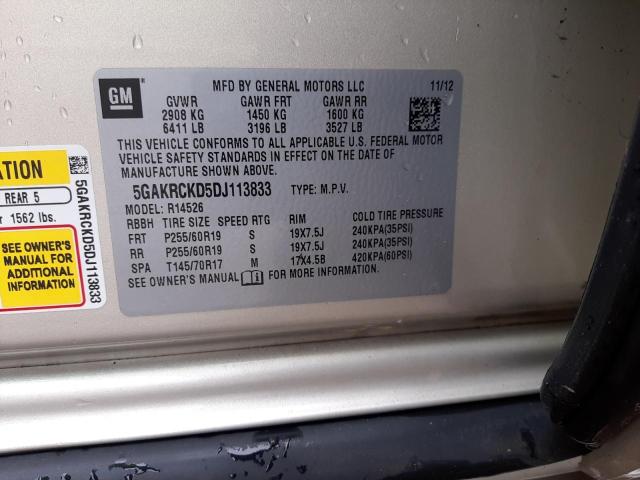 GM
MFD BY GENERAL MOTORS LLC 11/12
GVWR GAWR FRT GAWR RR
2908 KG 1450 KG 1600 KG
6411 LB 3196 LB 3527 LB
THIS VEHICLE CONFORMS TO ALL APPLICABLE U.S. FEDERAL MOTOR
VEHICLE SAFETY STANDARDS IN EFFECT ON THE DATE OF
MANUFACTURE SHOWN ABOVE.
5GAKRCKD5DJ113833 TYPE: M.P.V.
MODEL: R14526
RBBH TIRE SIZE SPEED RTG RIM COLD TIRE PRESSURE
FRT P255/60R19 S 19X7.5J 240KPA(35PSI)
RR P255/60R19 S 19X7.5J 240KPA(35PSI)
SPA T145/70R17 M 17X4.5B 420KPA(60PSI)
SEE OWNER'S MANUAL FOR MORE INFORMATION
ATION
REAR 5
1562 lbs.
SEE OWNER'S
MANUAL FOR
ADDITIONAL
INFORMATION
5GAKRCKD5DJ113833